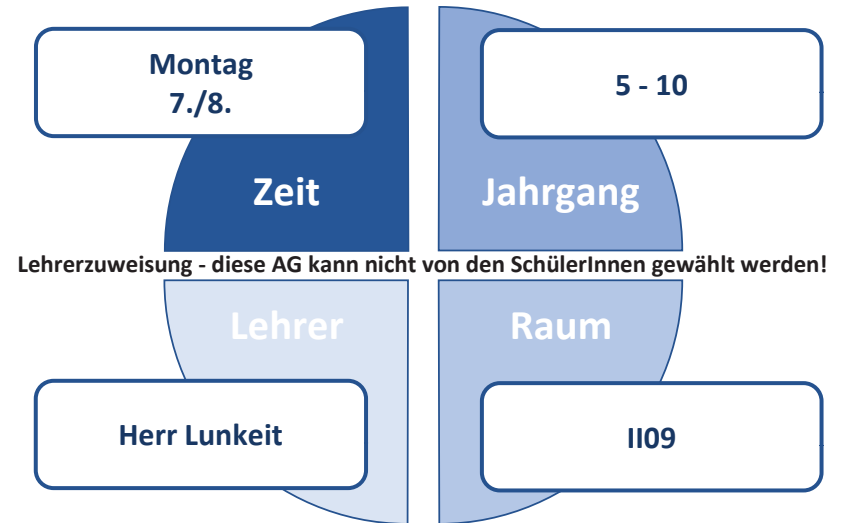 Montag
7./8.
5 - 10
Zeit
Jahrgang
Lehrerzuweisung - diese AG kann nicht von den SchülerInnen gewählt werden!
Lehrer
Raum
Herr Lunkeit
II09